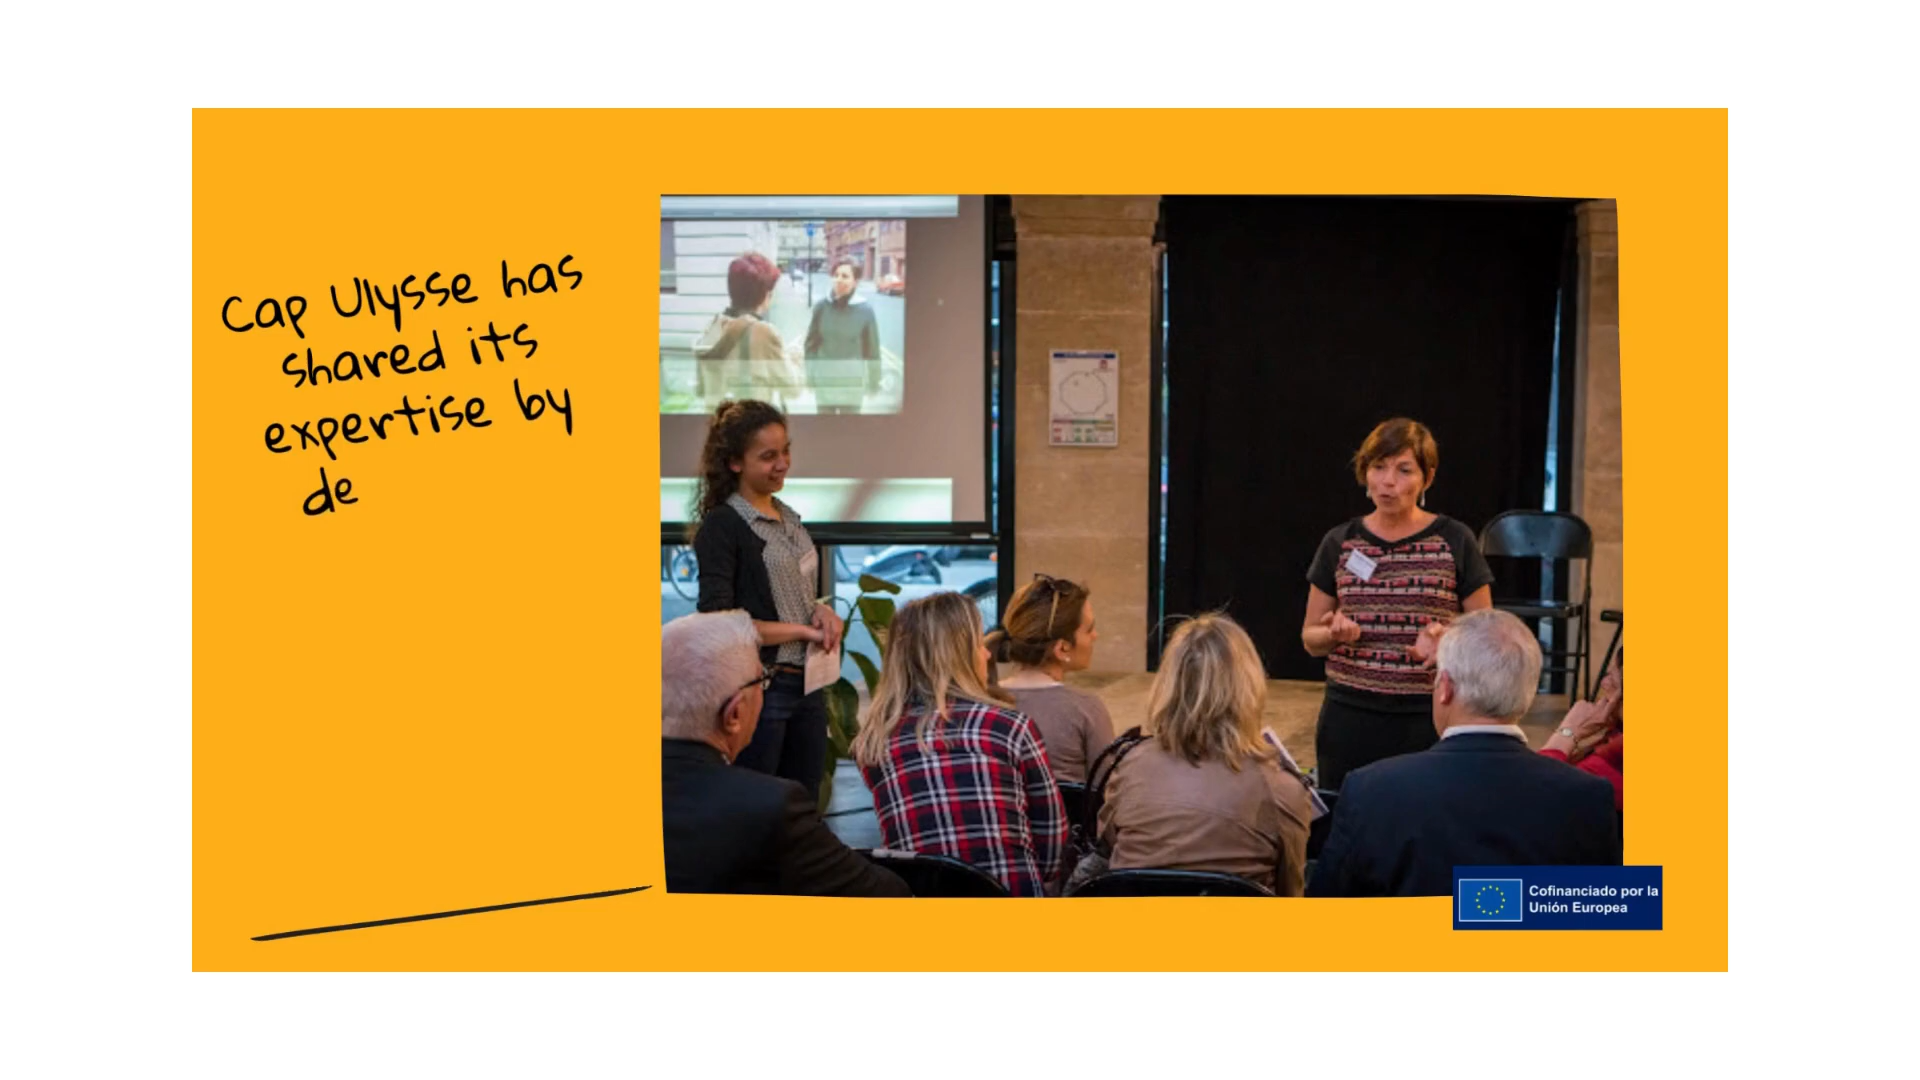 Cap Ulysse has
shared its
expertise by
de
Cofinanciado por la
Unión Europea